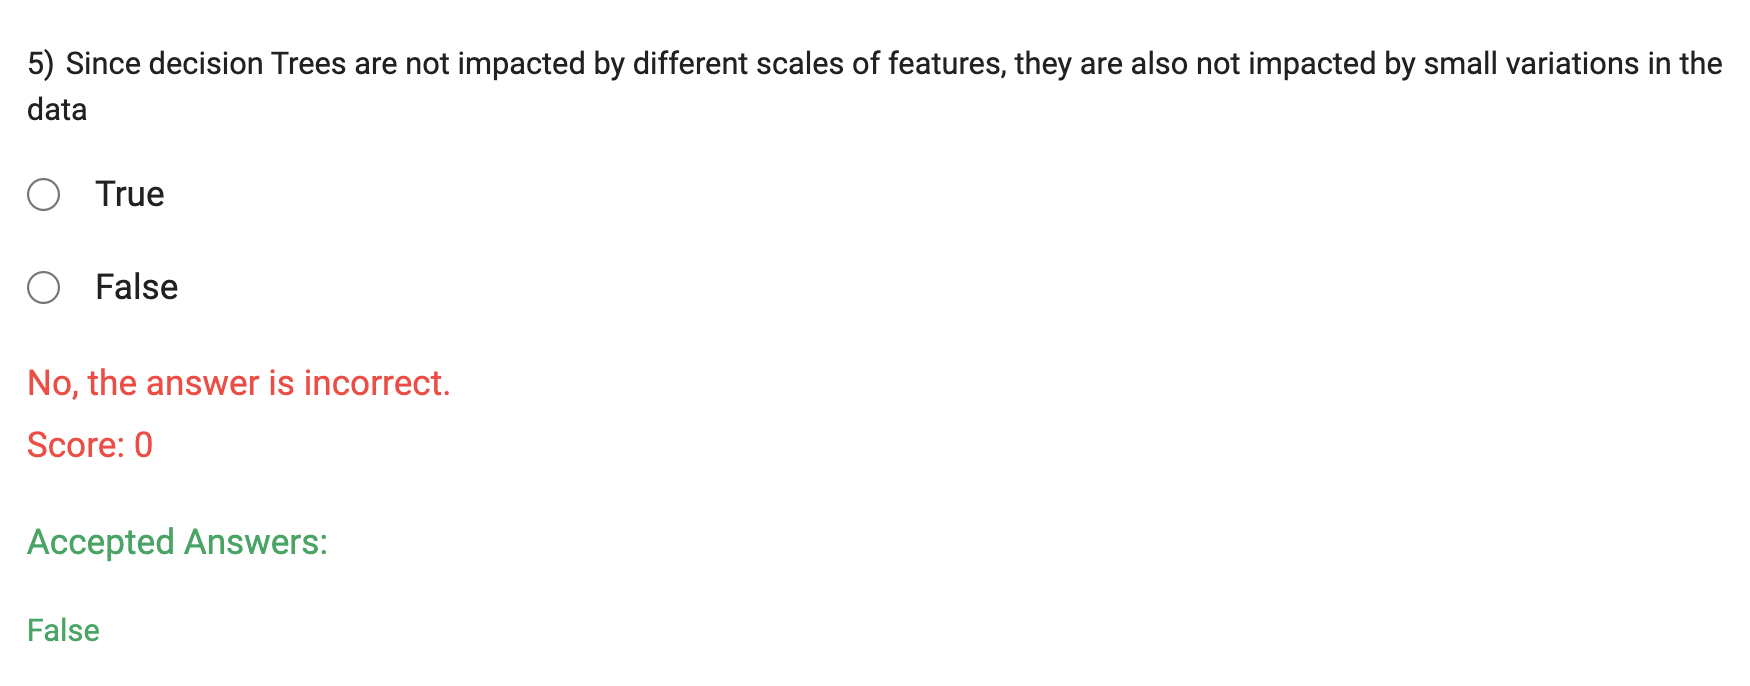 5) Since decision Trees are not impacted by different scales of features, they are also not impacted by small variations in the
data
True
False
No, the answer is incorrect.
Score: 0
Accepted Answers:
False